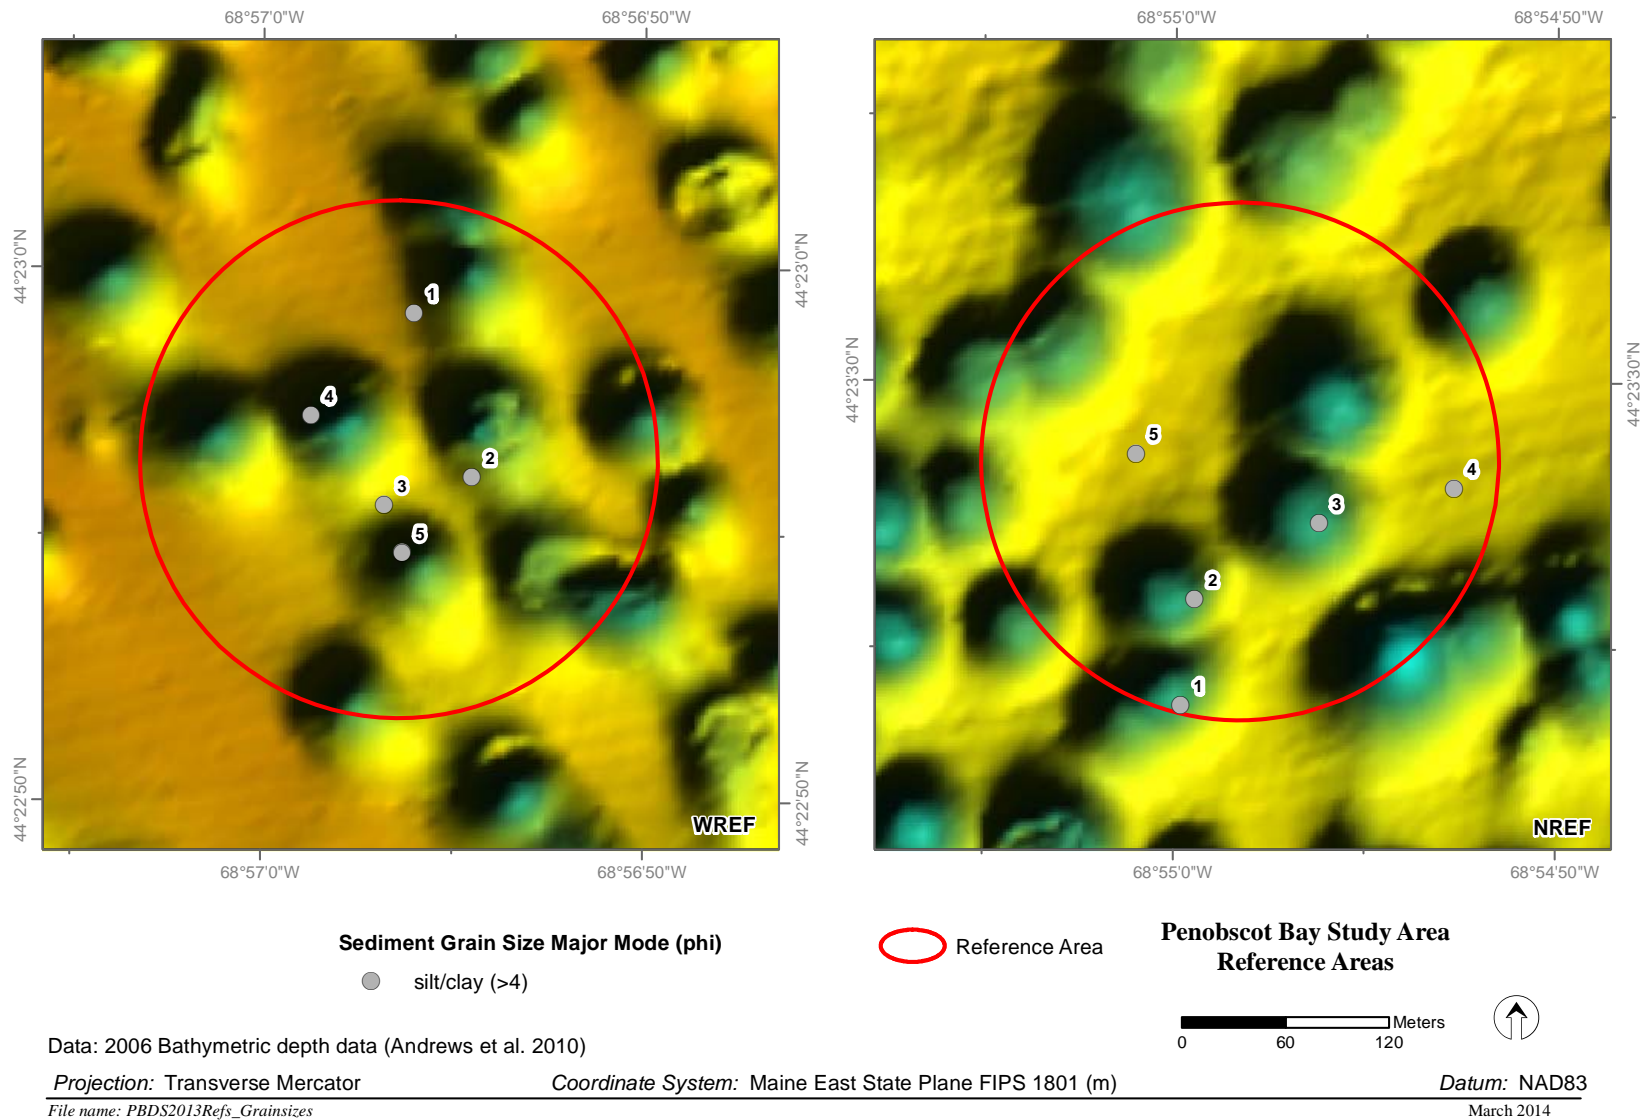 68°57'0"W
68°56'50"W
68°55'0"W
68°54'50"W
44°23'0"N
44°22'50"N
1
4
2
3
5
WREF
44°23'0"N
44°22'50"N
44°23'30"N
5
4
3
2
1
NREF
44°23'30"N
68°57'0"W
68°56'50"W
68°55'0"W
68°54'50"W
Sediment Grain Size Major Mode (phi)
silt/clay (>4)
Reference Area
Penobscot Bay Study Area
Reference Areas
Meters
0 60 120
Data: 2006 Bathymetric depth data (Andrews et al. 2010)
Projection: Transverse Mercator Coordinate System: Maine East State Plane FIPS 1801 (m) Datum: NAD83
File name: PBDS2013Refs_Grainsizes March 2014